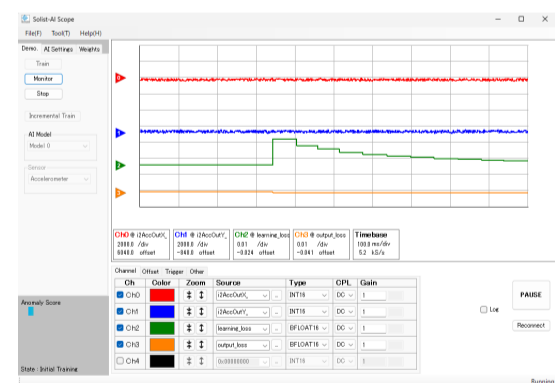 Solist-AI Scope
File(F) Tool(T) Help(H)
Demo. AI Settings Weights
Train
Monitor
Stop
Incremental Train
AI Model
Model 0
Sensor
Accelerometer
Ch0 @ i2AccOutX_ Ch1 @ i2AccOutY_ Ch2 @ learning_loss Ch3 @ output_loss Timebase
2000.0 /div 2000.0 /div 0.01 /div 0.01 /div 100.0 ms/div
6040.0 offset -040.0 offset -0.024 offset -0.041 offset 5.2 kS/s
Channel Offset Trigger Other
Ch Color Zoom Source Type CPL Gain
Ch0 i2AccOutX_ ... INT16 DC 1
Ch1 i2AccOutY_ ... INT16 DC 1
Ch2 learning_loss ... BFLOAT16 DC 1
Ch3 output_loss ... BFLOAT16 DC 1
Ch4 0x00000000 ... INT16 DC 1
Log
PAUSE
Reconnect
Anomaly Score
State : Initial Training
Running